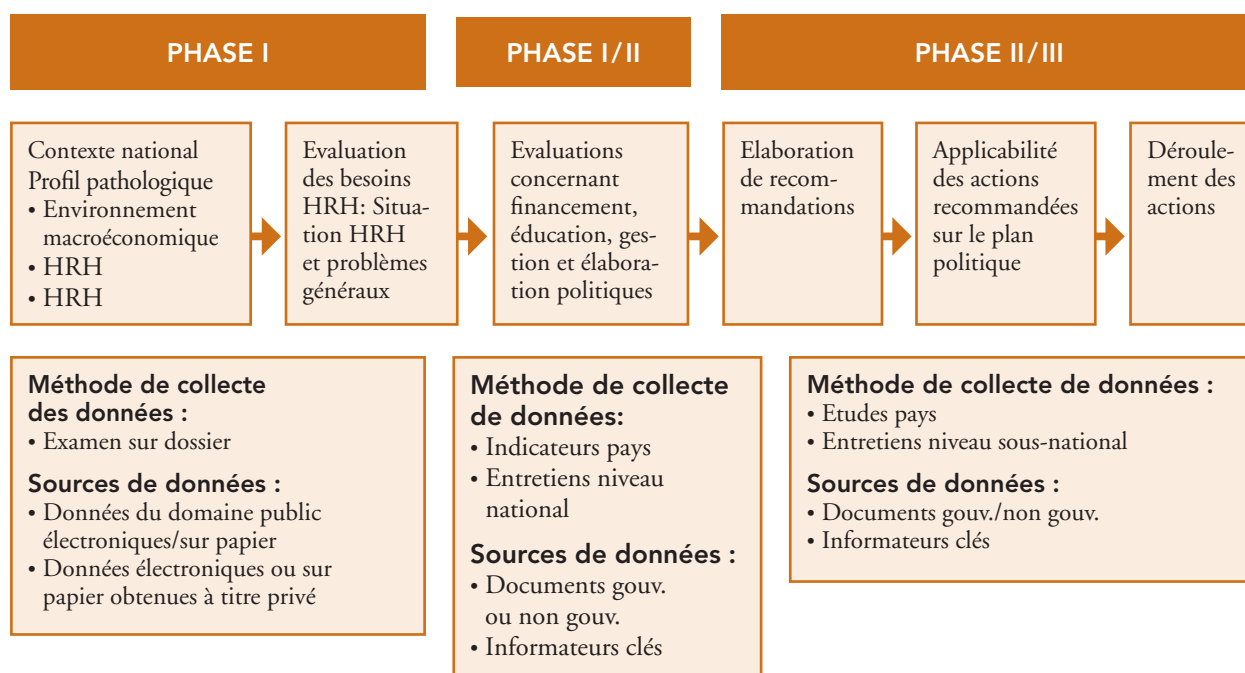 PHASE I
PHASE I/II
PHASE II/III
Contexte national
Profil pathologique
• Environnement
macroéconomique
• HRH
• HRH
Evaluation
des besoins
HRH: Situa-
tion HRH
et problèmes
généraux
Evaluations
concernant
financement,
éducation, ges-
tion et élabora-
tion politiques
Elaboration
de recom-
mandations
Applicabilité
des actions
recommandées
sur le plan
politique
Déroule-
ment des
actions
Méthode de collecte
des données :
• Examen sur dossier
Sources de données :
• Données du domaine public
électroniques/sur papier
• Données électroniques ou sur
papier obtenues à titre privé
Méthode de collecte
de données:
• Indicateurs pays
• Entretiens niveau
national
Sources de données :
• Documents gouv.
ou non gouv.
• Informateurs clés
Méthode de collecte de données :
• Etudes pays
• Entretiens niveau sous-national
Sources de données :
• Documents gouv./non gouv.
• Informateurs clés